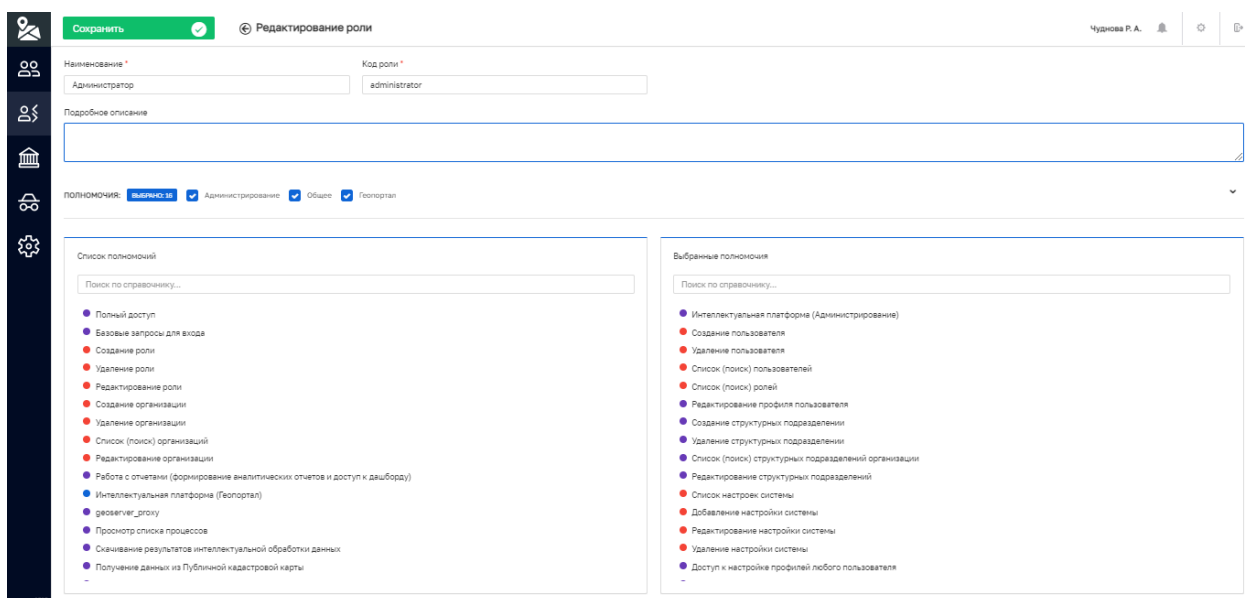 Сохранить
Редактирование роли
Чуднова Р. А.
Наименование *
Код роли *
Администратор
administrator
Подробное описание
ПОЛНОМОЧИЯ: ВЫБРАНО: 16 Администрирование Общее Геопортал
Список полномочий
Поиск по справочнику...
Полный доступ
Базовые запросы для входа
Создание роли
Удаление роли
Редактирование роли
Создание организации
Удаление организации
Список (поиск) организаций
Редактирование организации
Работа с отчетами (формирование аналитических отчетов и доступ к дашборду)
Интеллектуальная платформа (Геопортал)
geoserver_proxy
Просмотр списка процессов
Скачивание результатов интеллектуальной обработки данных
Получение данных из Публичной кадастровой карты
Выбранные полномочия
Поиск по справочнику...
Интеллектуальная платформа (Администрирование)
Создание пользователя
Удаление пользователя
Список (поиск) пользователей
Список (поиск) ролей
Редактирование профиля пользователя
Создание структурных подразделении
Удаление структурных подразделении
Список (поиск) структурных подразделений организации
Редактирование структурных подразделений
Список настроек системы
Добавление настройки системы
Редактирование настройки системы
Удаление настройки системы
Доступ к настройке профилей любого пользователя